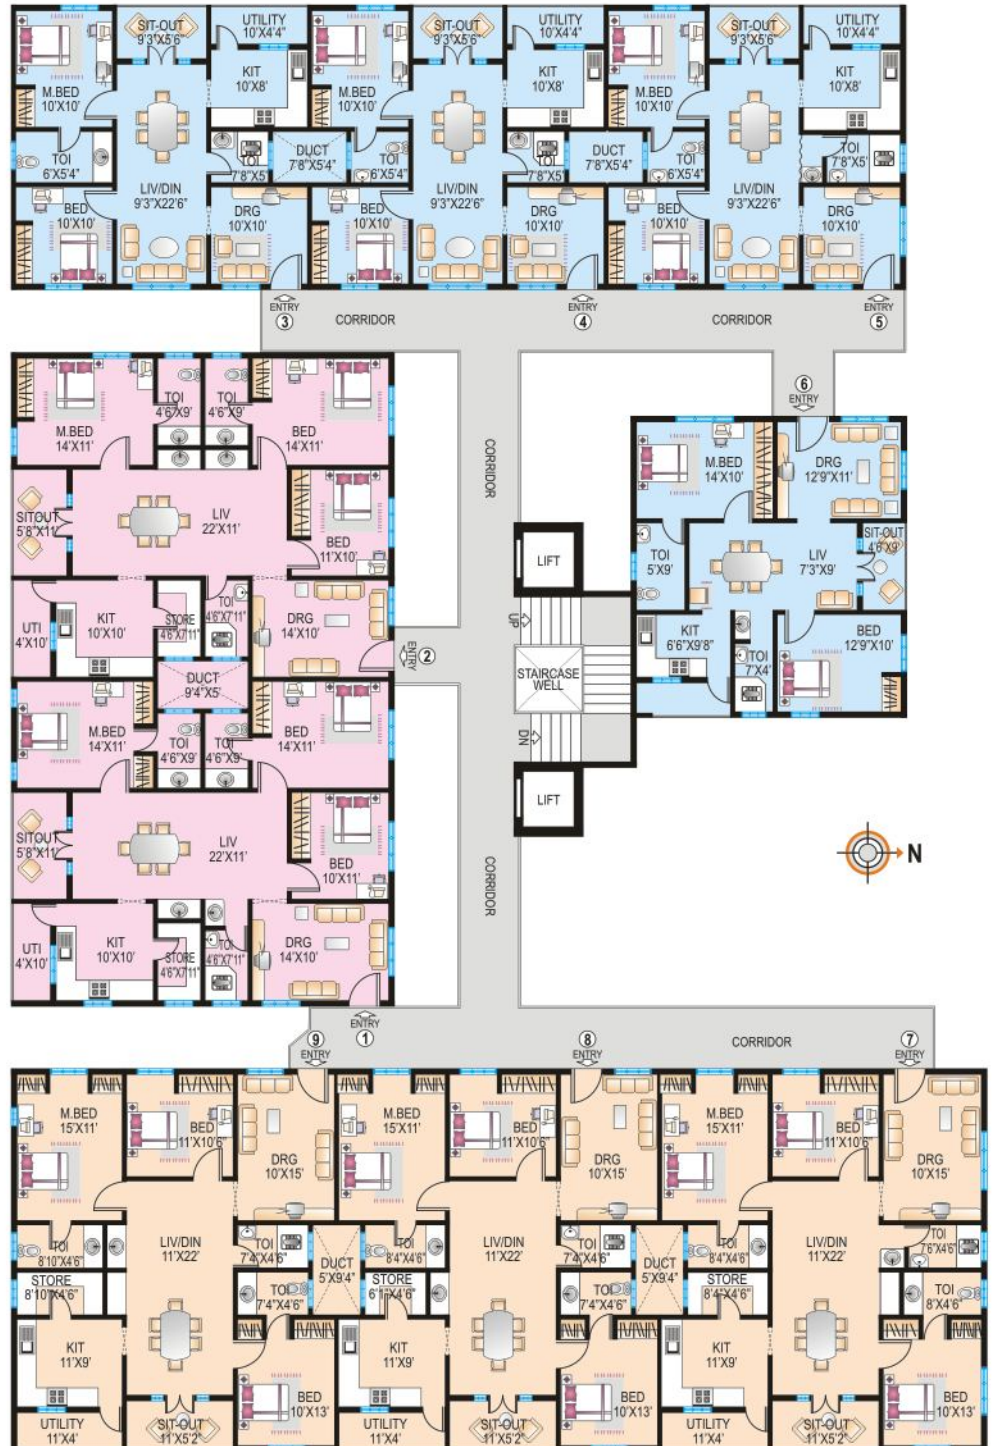 SIT-OUT
9'3"X5'6"
UTILITY
10'X4'4"
M.BED
10'X10'
KIT
10'X8'
TOI
6'X5'4"
TOI
7'8"X5'
DUCT
7'8"X5'4"
BED
10'X10'
LIV/DIN
9'3"X22'6"
DRG
10'X10'
SIT-OUT
9'3"X5'6"
UTILITY
10'X4'4"
M.BED
10'X10'
KIT
10'X8'
TOI
6'X5'4"
TOI
7'8"X5'
DUCT
7'8"X5'4"
BED
10'X10'
LIV/DIN
9'3"X22'6"
DRG
10'X10'
SIT-OUT
9'3"X5'6"
UTILITY
10'X4'4"
M.BED
10'X10'
KIT
10'X8'
TOI
6'X5'4"
TOI
7'8"X5'
BED
10'X10'
LIV/DIN
9'3"X22'6"
DRG
10'X10'
ENTRY
3
CORRIDOR
ENTRY
4
CORRIDOR
ENTRY
5
M.BED
14'X11'
TOI
4'6"X9'
TOI
4'6"X9'
BED
14'X11'
SITOUT
5'8"X11'
LIV
22'X11'
BED
11'X10'
UTI
4'X10'
KIT
10'X10'
STORE
4'6"X7'11"
TOI
4'6"X7'11"
DRG
14'X10'
ENTRY
2
DUCT
9'4"X5'
M.BED
14'X11'
TOI
4'6"X9'
TOI
4'6"X9'
BED
14'X11'
SITOUT
5'8"X11'
LIV
22'X11'
BED
10'X11'
UTI
4'X10'
KIT
10'X10'
STORE
4'6"X7'11"
TOI
4'6"X7'11"
DRG
14'X10'
ENTRY
1
CORRIDOR
LIFT
UP
STAIRCASE
WELL
DN
LIFT
CORRIDOR
6
ENTRY
M.BED
14'X10'
DRG
12'9"X11'
TOI
5'X9'
LIV
7'3"X9'
SIT-OUT
4'6"X9'
KIT
6'6"X9'8"
TOI
7'X4'
BED
12'9"X10'
N
9
ENTRY
8
ENTRY
CORRIDOR
7
ENTRY
M.BED
15'X11'
BED
11'X10'6"
DRG
10'X15'
TOI
8'10"X4'6"
STORE
8'10"X4'6"
LIV/DIN
11'X22'
TOI
7'4"X4'6"
TOI
7'4"X4'6"
DUCT
5'X9'4"
KIT
11'X9'
UTILITY
11'X4'
SIT-OUT
11'X5'2"
BED
10'X13'
M.BED
15'X11'
BED
11'X10'6"
DRG
10'X15'
TOI
8'4"X4'6"
STORE
6'1"X4'6"
LIV/DIN
11'X22'
TOI
7'4"X4'6"
TOI
7'4"X4'6"
DUCT
5'X9'4"
KIT
11'X9'
UTILITY
11'X4'
SIT-OUT
11'X5'2"
BED
10'X13'
M.BED
15'X11'
BED
11'X10'6"
DRG
10'X15'
TOI
8'4"X4'6"
STORE
8'4"X4'6"
LIV/DIN
11'X22'
TOI
7'6"X4'6"
TOI
8'X4'6"
KIT
11'X9'
UTILITY
11'X4'
SIT-OUT
11'X5'2"
BED
10'X13'